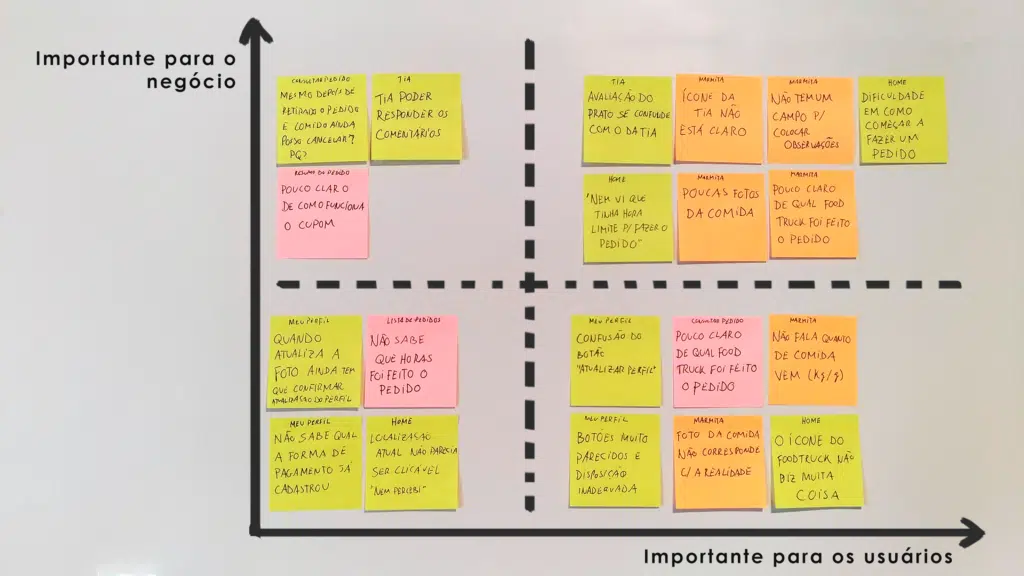 Importante para o
negócio
CANCELAR PEDIDO
MESMO DEPOIS DE
RETIRADO O PEDIDO
E COMIDO AINDA
POSSO CANCELAR?
PQ?
TIA
TIA PODER
RESPONDER OS
COMENTÁRIOS
RESUMO DO PEDIDO
POUCO CLARO
DE COMO FUNCIONA
O CUPOM
TIA
AVALIAÇÃO DO
PRATO SE CONFUNDE
COM O DA TIA
MARMITA
ÍCONE DA
TIA NÃO
ESTÁ CLARO
MARMITA
NÃO TEM UM
CAMPO P/
COLOCAR
OBSERVAÇÕES
HOME
DIFICULDADE
EM COMO
COMEÇAR A
FAZER UM
PEDIDO
HOME
"NEM VI QUE
TINHA HORA
LIMITE P/ FAZER O
PEDIDO"
MARMITA
POUCAS FOTOS
DA COMIDA
MARMITA
POUCO CLARO
DE QUAL FOOD
TRUCK FOI FEITO
O PEDIDO
MEU PERFIL
QUANDO
ATUALIZA A
FOTO AINDA TEM
QUE CONFIRMAR
ATUALIZAÇÃO DO PERFIL
LISTA DE PEDIDOS
NÃO SABE
QUE HORAS
FOI FEITO O
PEDIDO
MEU PERFIL
NÃO SABE QUAL
A FORMA DE
PAGAMENTO JÁ
CADASTROU
HOME
LOCALIZAÇÃO
ATUAL NÃO PARECIA
SER CLICÁVEL
"NEM PERCEBI"
MEU PERFIL
CONFUSÃO DO
BOTÃO
"ATUALIZAR PERFIL"
CANCELAR PEDIDO
POUCO CLARO
DE QUAL FOOD
TRUCK FOI FEITO
O PEDIDO
MARMITA
NÃO FALA QUANTO
DE COMIDA
VEM (Kg/g)
MEU PERFIL
BOTÕES MUITO
PARECIDOS E
DISPOSIÇÃO
INADEQUADA
MARMITA
FOTO DA COMIDA
NÃO CORRESPONDE
C/ A REALIDADE
HOME
O ÍCONE DO
FOODTRUCK NÃO
DIZ MUITA
COISA
Importante para os usuários